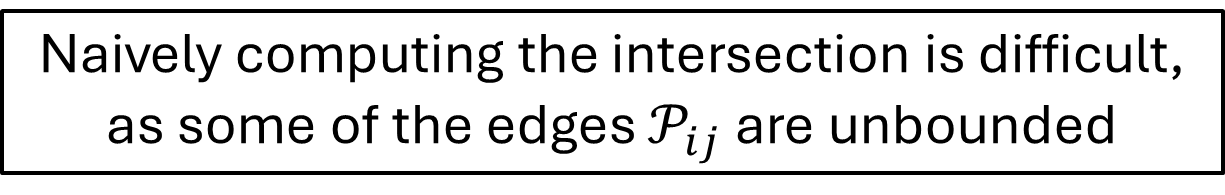 Naively computing the intersection is difficult,
as some of the edges 𝒫ᵢⱼ are unbounded